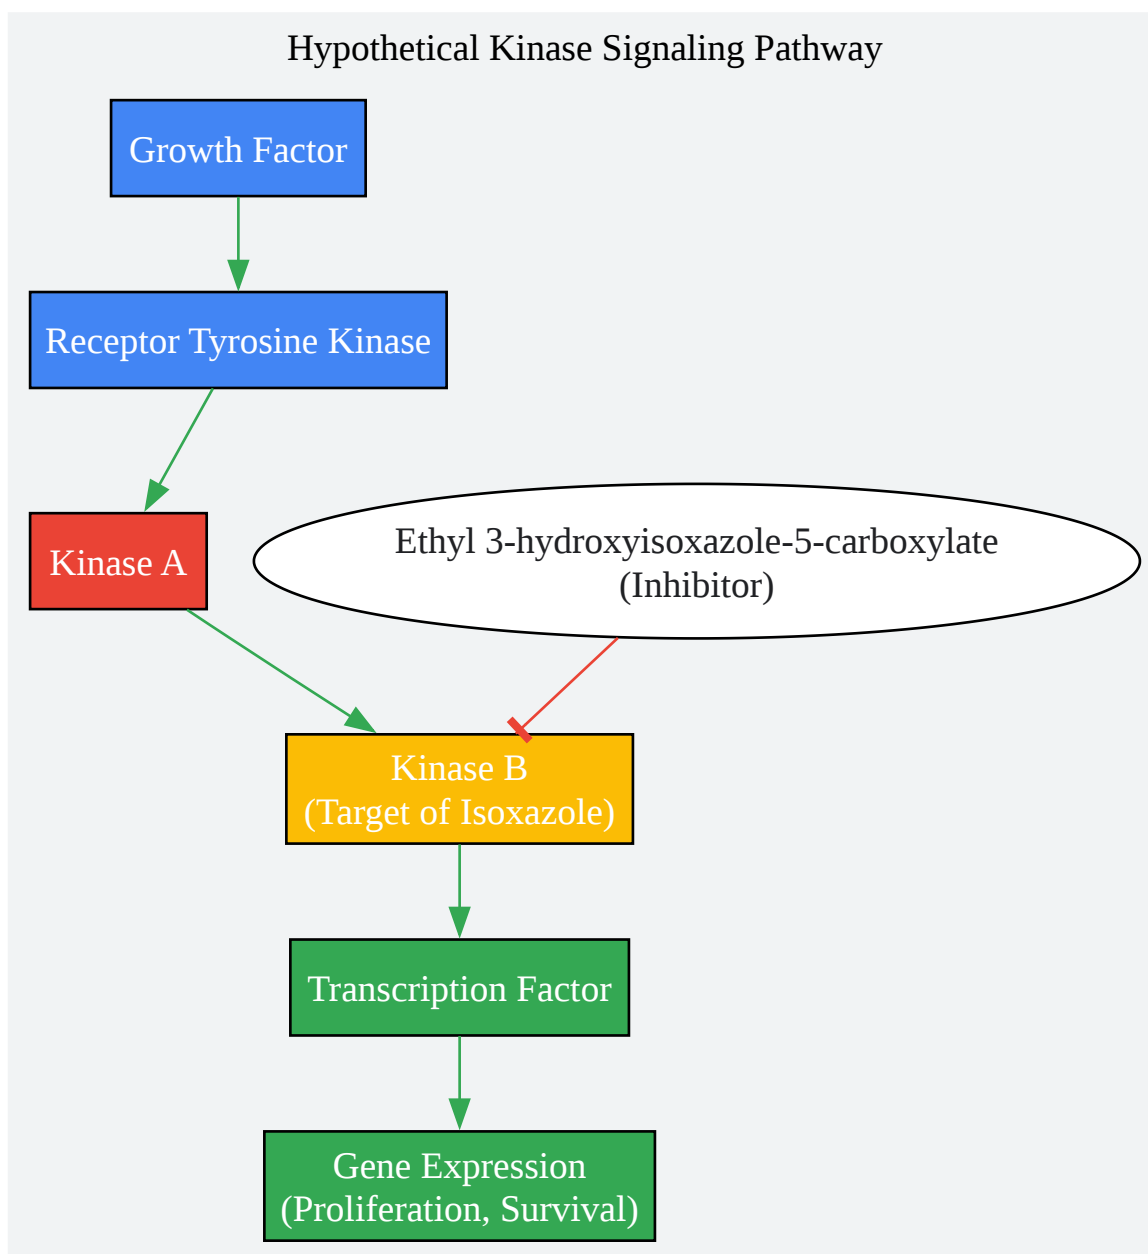 Hypothetical Kinase Signaling Pathway
Growth Factor
Receptor Tyrosine Kinase
Kinase A
Ethyl 3-hydroxyisoxazole-5-carboxylate
(Inhibitor)
Kinase B
(Target of Isoxazole)
Transcription Factor
Gene Expression
(Proliferation, Survival)